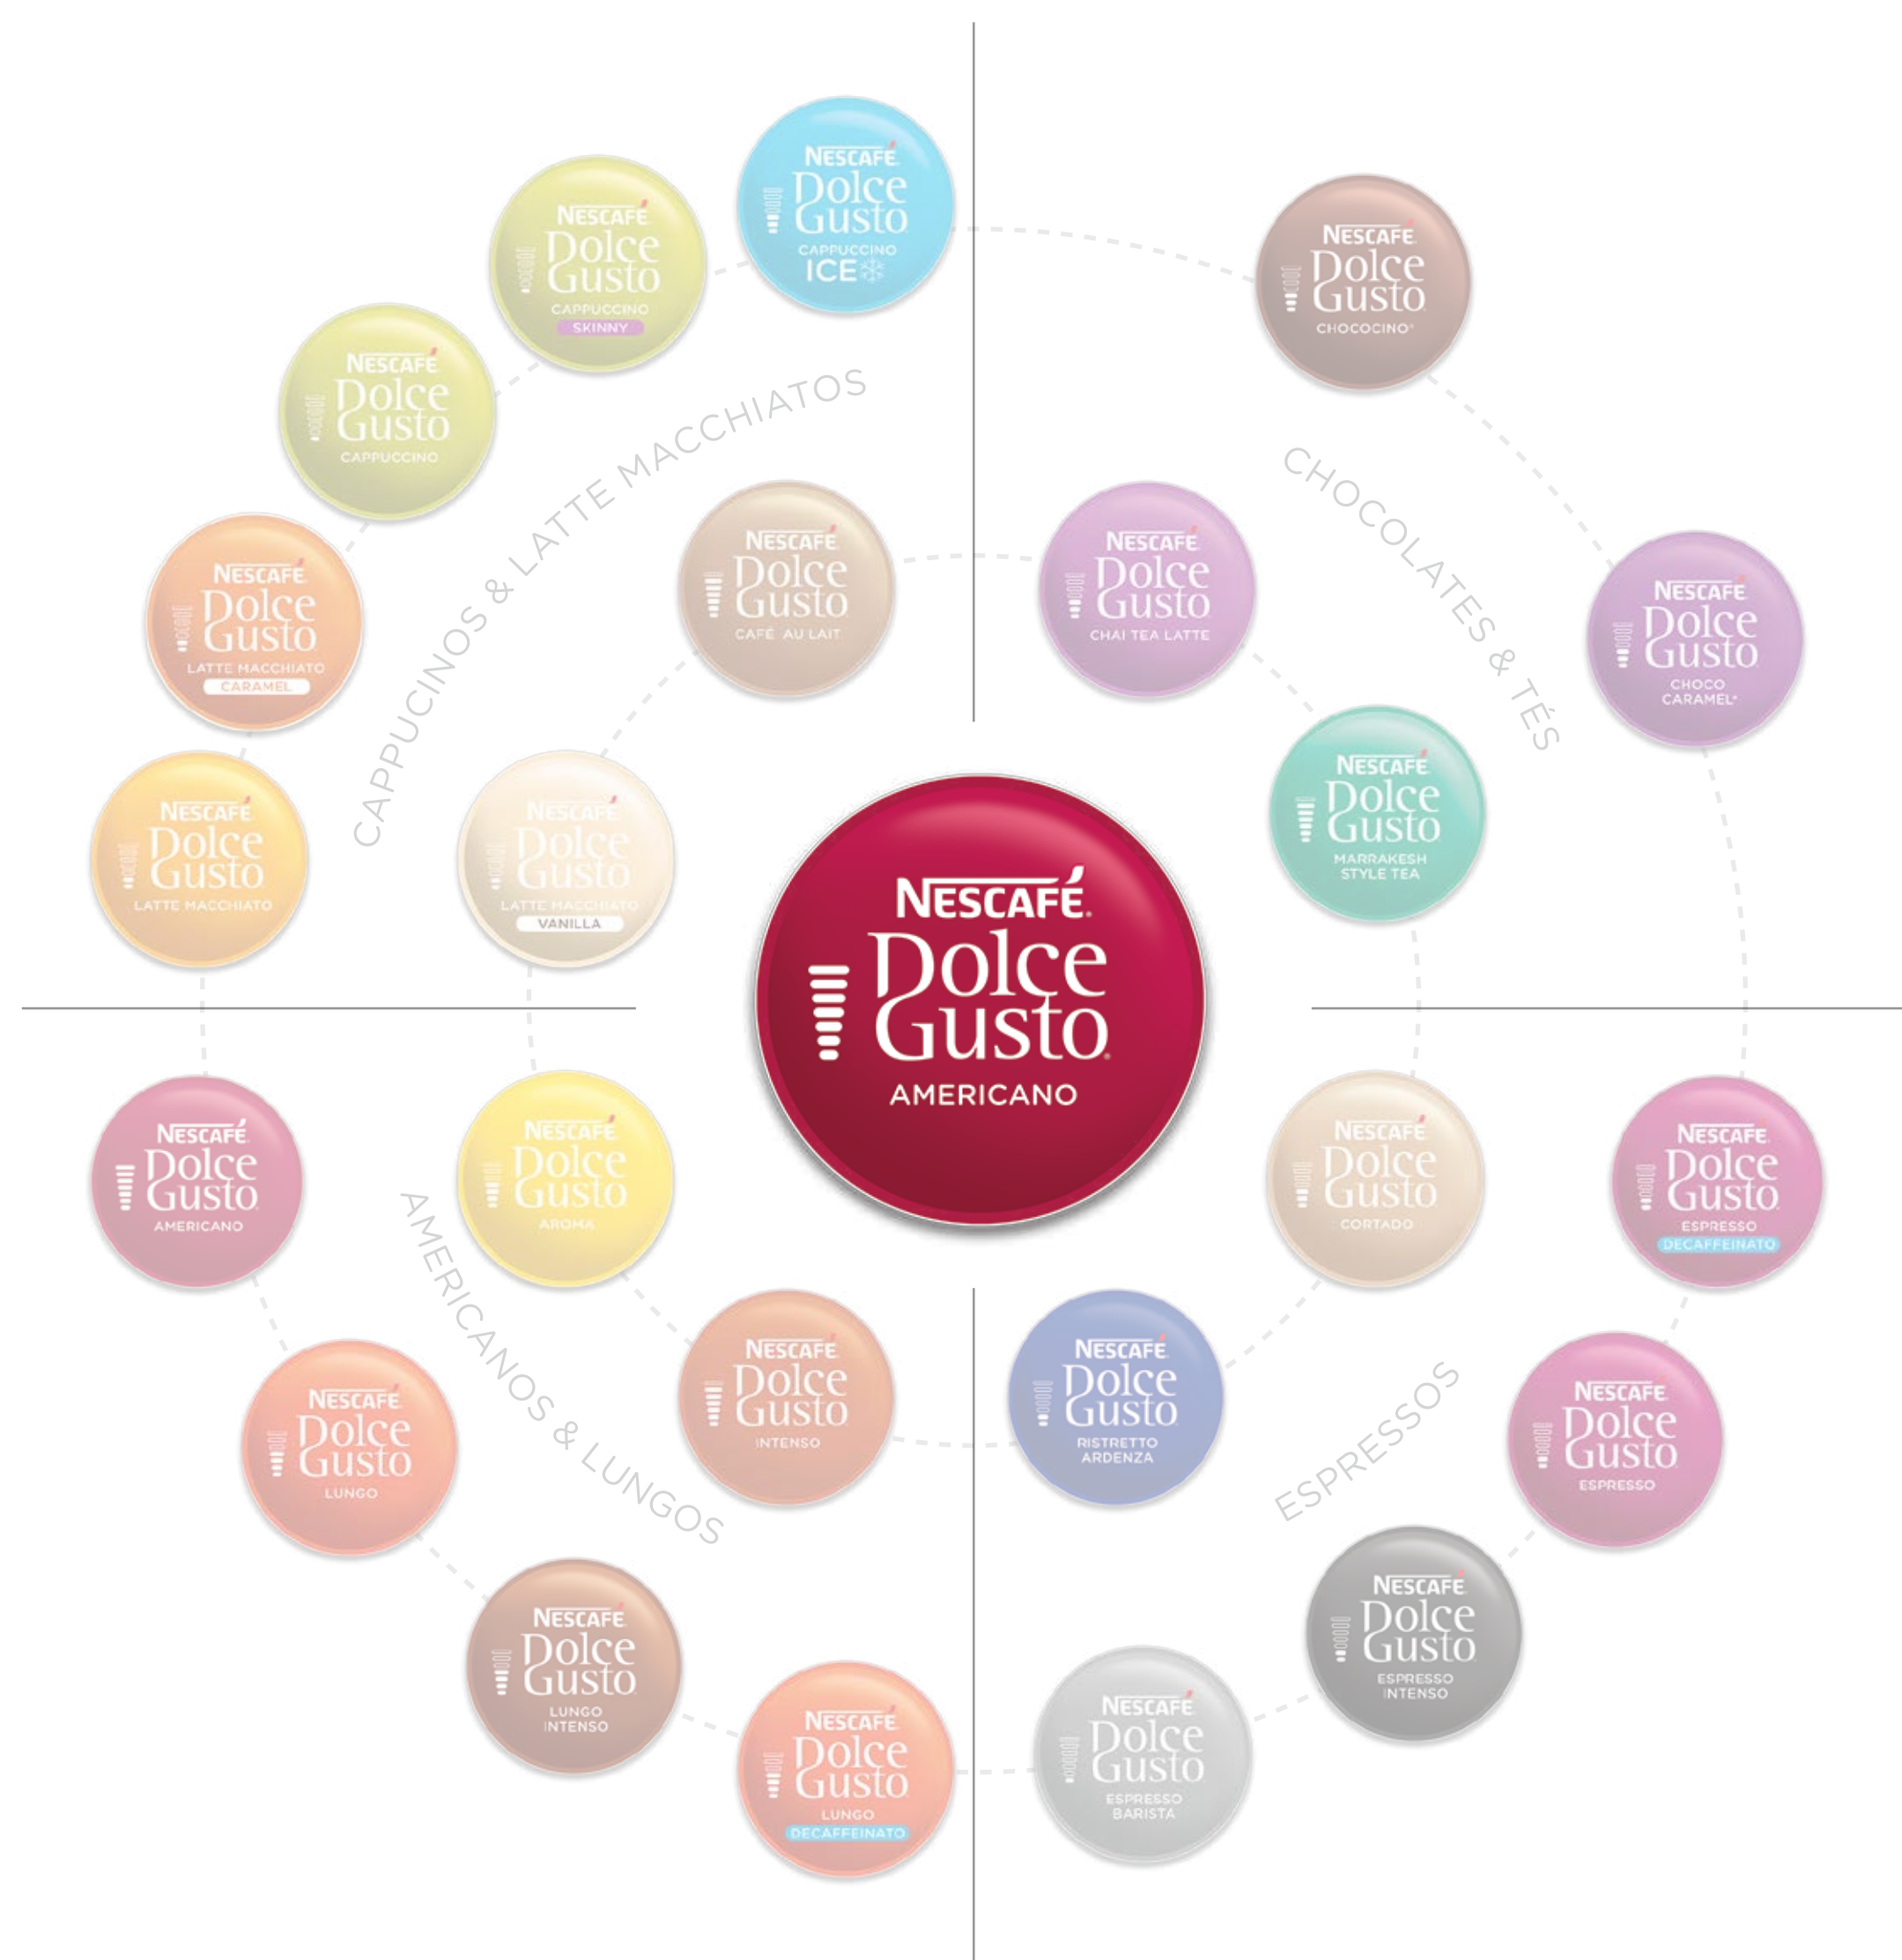 NESCAFÉ
Dolce
Gusto
CAPPUCCINO
ICE
NESCAFÉ
Dolce
Gusto
CAPPUCCINO
SKINNY
NESCAFÉ
Dolce
Gusto
CAPPUCCINO
NESCAFÉ
Dolce
Gusto
LATTE MACCHIATO
CARAMEL
NESCAFÉ
Dolce
Gusto
LATTE MACCHIATO
CAPPUCINOS & LATTE MACCHIATOS
NESCAFÉ
Dolce
Gusto
CAFÉ AU LAIT
NESCAFÉ
Dolce
Gusto
LATTE MACCHIATO
VANILLA
NESCAFÉ
Dolce
Gusto
CHOCOCINO*
NESCAFÉ
Dolce
Gusto
CHOCO
CARAMEL*
CHOCOLATES & TÉS
NESCAFÉ
Dolce
Gusto
CHAI TEA LATTE
NESCAFÉ
Dolce
Gusto
MARRAKESH
STYLE TEA
NESCAFÉ®
Dolce
Gusto®
AMERICANO
NESCAFÉ
Dolce
Gusto
AMERICANO
NESCAFÉ
Dolce
Gusto
AROMA
AMERICANOS & LUNGOS
NESCAFÉ
Dolce
Gusto
INTENSO
NESCAFÉ
Dolce
Gusto
LUNGO
NESCAFÉ
Dolce
Gusto
LUNGO
INTENSO
NESCAFÉ
Dolce
Gusto
LUNGO
DECAFFEINATO
NESCAFÉ
Dolce
Gusto
CORTADO
NESCAFÉ
Dolce
Gusto
ESPRESSO
DECAFFEINATO
NESCAFÉ
Dolce
Gusto
RISTRETTO
ARDENZA
ESPRESSOS
NESCAFÉ
Dolce
Gusto
ESPRESSO
NESCAFÉ
Dolce
Gusto
ESPRESSO
INTENSO
NESCAFÉ
Dolce
Gusto
ESPRESSO
BARISTA